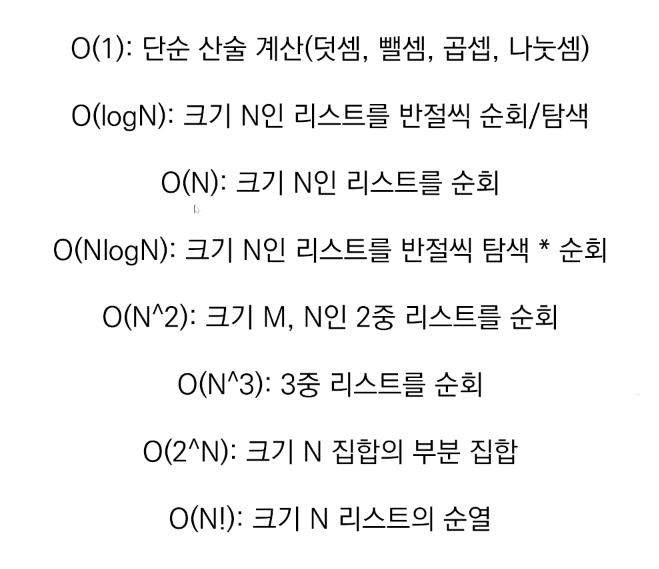 O(1): 단순 산술 계산(덧셈, 뺄셈, 곱셉, 나눗셈)
O(logN): 크기 N인 리스트를 반절씩 순회/탐색
O(N): 크기 N인 리스트를 순회
O(NlogN): 크기 N인 리스트를 반절씩 탐색 * 순회
O(N^2): 크기 M, N인 2중 리스트를 순회
O(N^3): 3중 리스트를 순회
O(2^N): 크기 N 집합의 부분 집합
O(N!): 크기 N 리스트의 순열